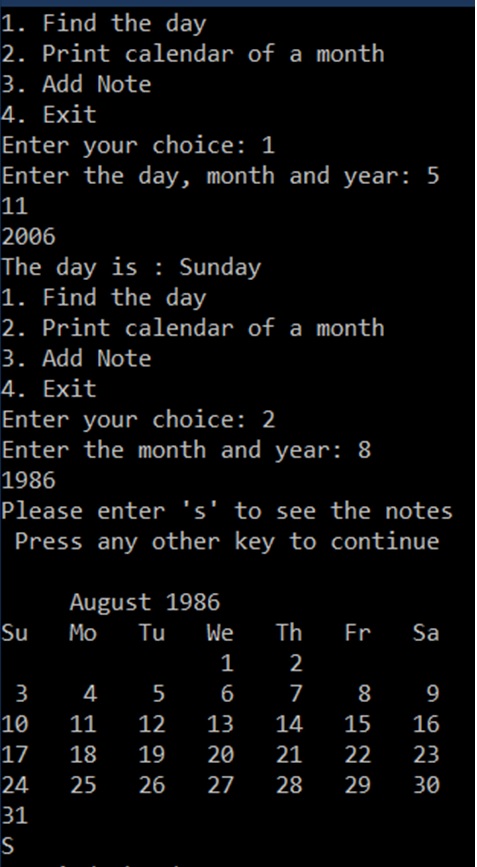 1. Find the day
2. Print calendar of a month
3. Add Note
4. Exit
Enter your choice: 1
Enter the day, month and year: 5
11
2006
The day is : Sunday
1. Find the day
2. Print calendar of a month
3. Add Note
4. Exit
Enter your choice: 2
Enter the month and year: 8
1986
Please enter 's' to see the notes
Press any other key to continue
August 1986
Su Mo Tu We Th Fr Sa
1 2
3 4 5 6 7 8 9
10 11 12 13 14 15 16
17 18 19 20 21 22 23
24 25 26 27 28 29 30
31
S